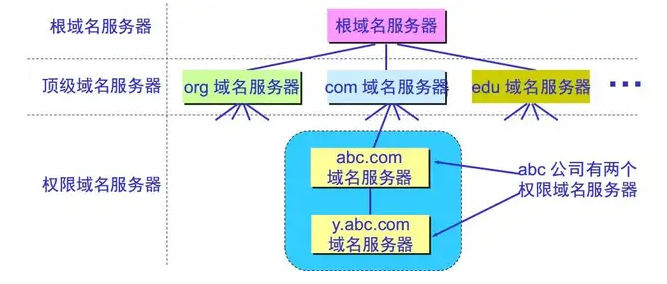 根域名服务器
根域名服务器
顶级域名服务器
org 域名服务器
com 域名服务器
edu 域名服务器
…
权限域名服务器
abc.com
域名服务器
y.abc.com
域名服务器
abc 公司有两个
权限域名服务器